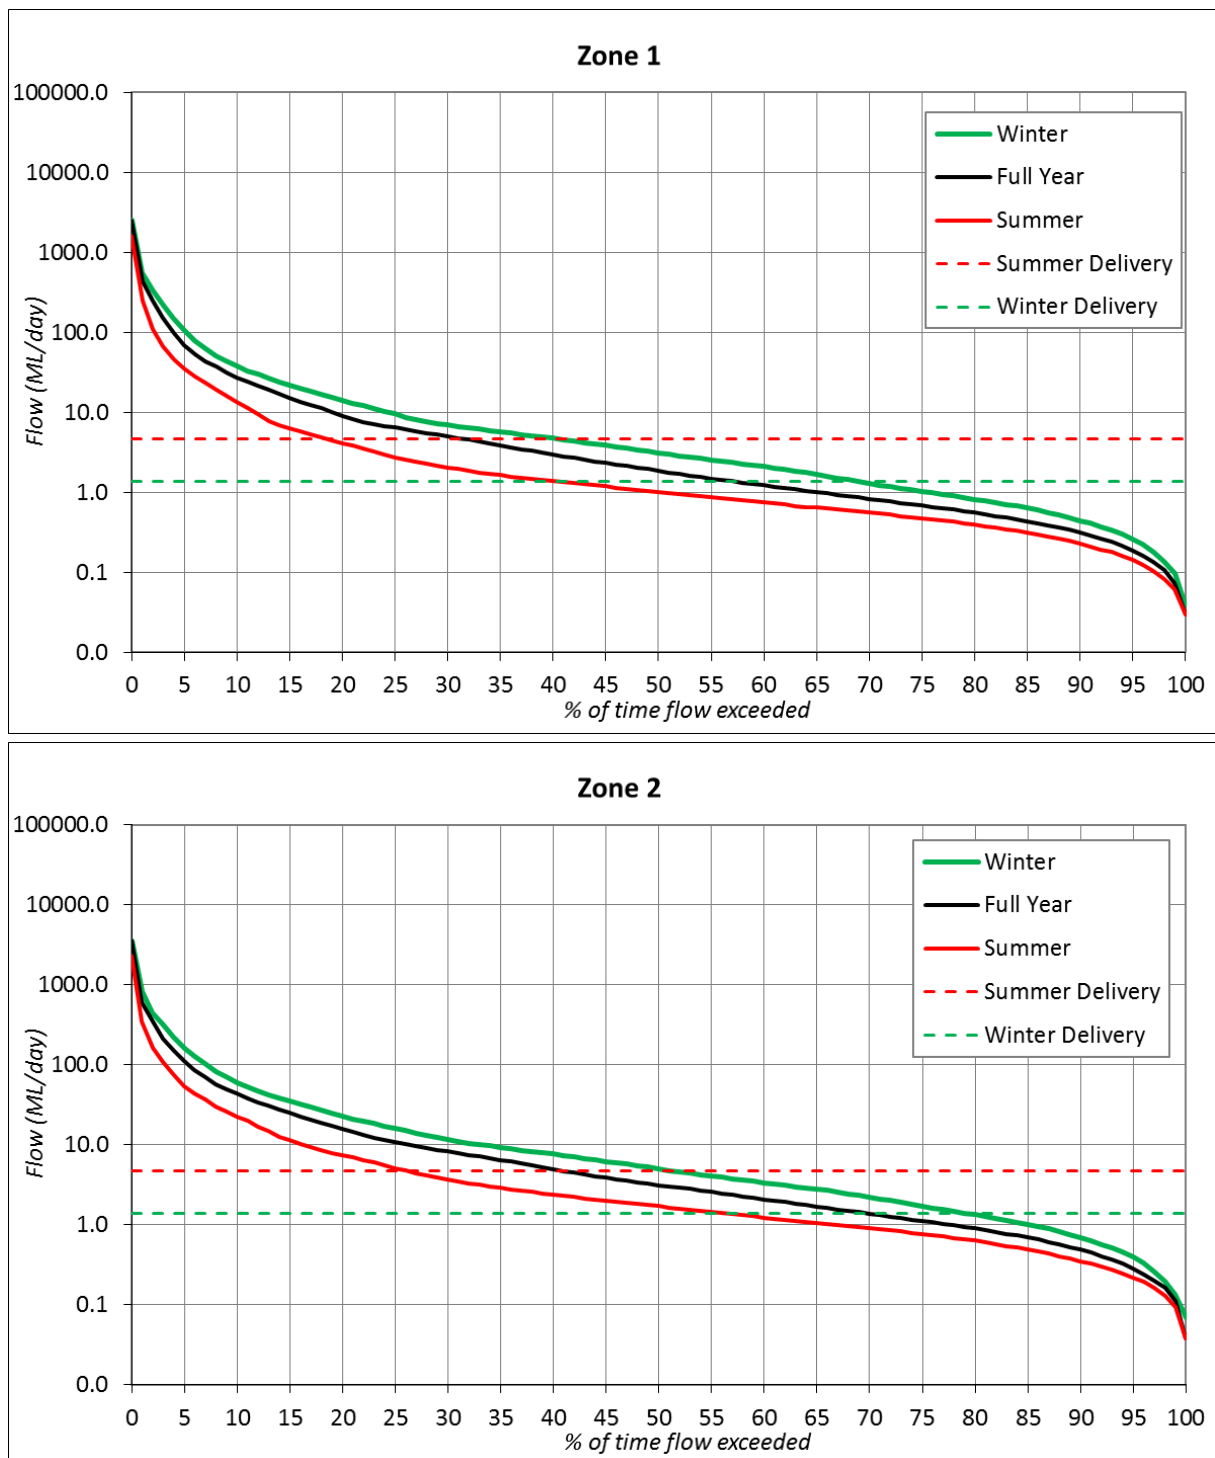 Zone 1
100000.0
10000.0
1000.0
100.0
10.0
1.0
0.1
0.0
Flow (ML/day)
Winter
Full Year
Summer
Summer Delivery
Winter Delivery
0 5 10 15 20 25 30 35 40 45 50 55 60 65 70 75 80 85 90 95 100
% of time flow exceeded
Zone 2
100000.0
10000.0
1000.0
100.0
10.0
1.0
0.1
0.0
Flow (ML/day)
Winter
Full Year
Summer
Summer Delivery
Winter Delivery
0 5 10 15 20 25 30 35 40 45 50 55 60 65 70 75 80 85 90 95 100
% of time flow exceeded